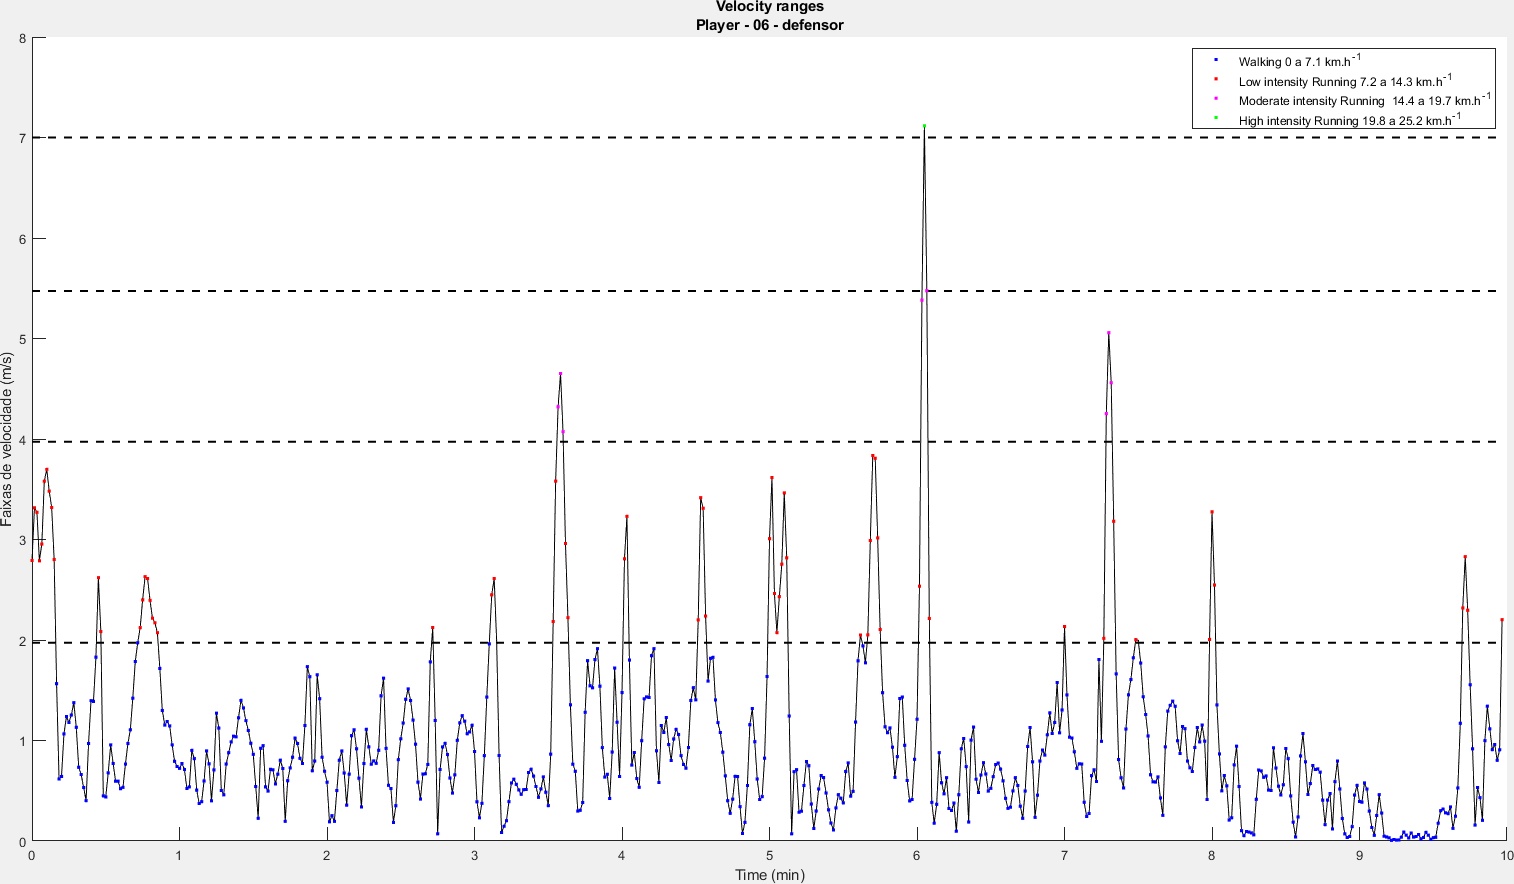 Velocity ranges
Player - 06 - defensor
Walking 0 a 7.1 km.h-1
Low intensity Running 7.2 a 14.3 km.h-1
Moderate intensity Running  14.4 a 19.7 km.h-1
High intensity Running 19.8 a 25.2 km.h-1
Faixas de velocidade (m/s)
8
7
6
5
4
3
2
1
0
0 1 2 3 4 5 6 7 8 9 10
Time (min)